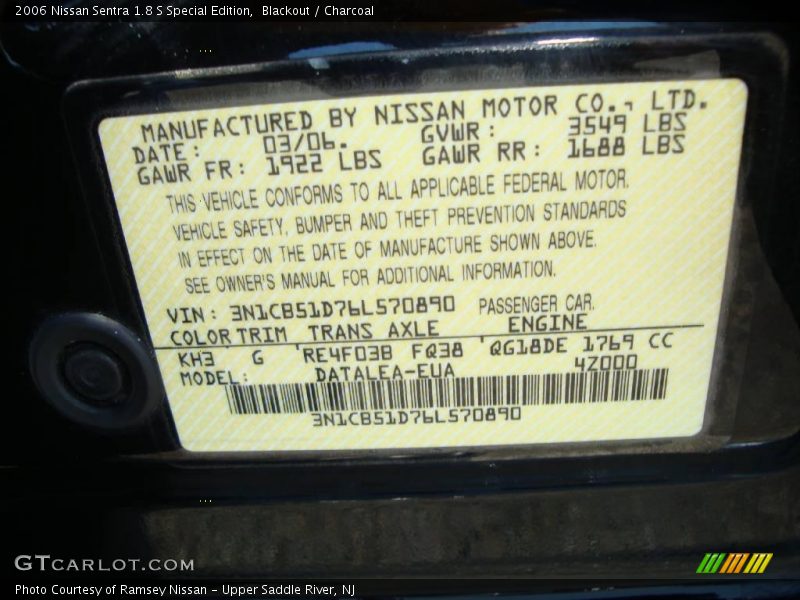 2006 Nissan Sentra 1.8 S Special Edition,  Blackout / Charcoal
MANUFACTURED BY NISSAN MOTOR CO., LTD.
DATE: 03/06. GVWR: 3549 LBS
GAWR FR: 1922 LBS GAWR RR: 1688 LBS
THIS VEHICLE CONFORMS TO ALL APPLICABLE FEDERAL MOTOR.
VEHICLE SAFETY, BUMPER AND THEFT PREVENTION STANDARDS
IN EFFECT ON THE DATE OF MANUFACTURE SHOWN ABOVE.
SEE OWNER'S MANUAL FOR ADDITIONAL INFORMATION.
VIN: 3N1CB51D76L570890 PASSENGER CAR.
COLOR TRIM TRANS AXLE ENGINE
KH3 G 'RE4F03B FQ38 'QG18DE 1769 CC
MODEL: DATALEA-EUA 4Z000
3N1CB51D76L570890
GTCARLOT.COM
Photo Courtesy of Ramsey Nissan – Upper Saddle River, NJ